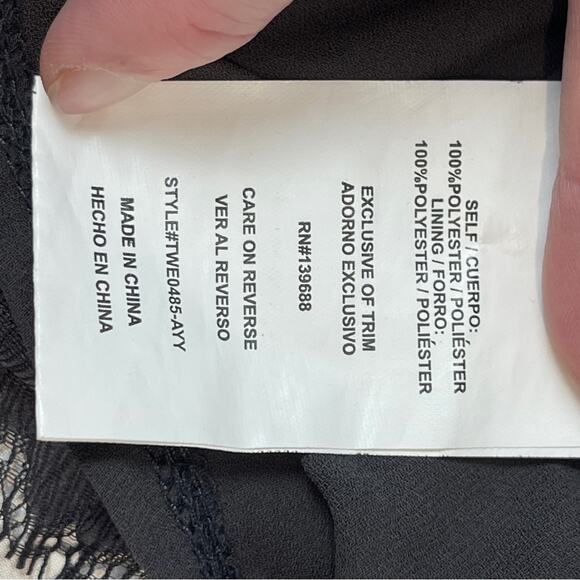 SELF / CUERPO:
100%POLYESTER / POLIÉSTER
LINING / FORRO:
100%POLYESTER / POLIÉSTER
EXCLUSIVE OF TRIM
ADORNO EXCLUSIVO
RN#139688
CARE ON REVERSE
VER AL REVERSO
STYLE#TWE0485-AYY
MADE IN CHINA
HECHO EN CHINA